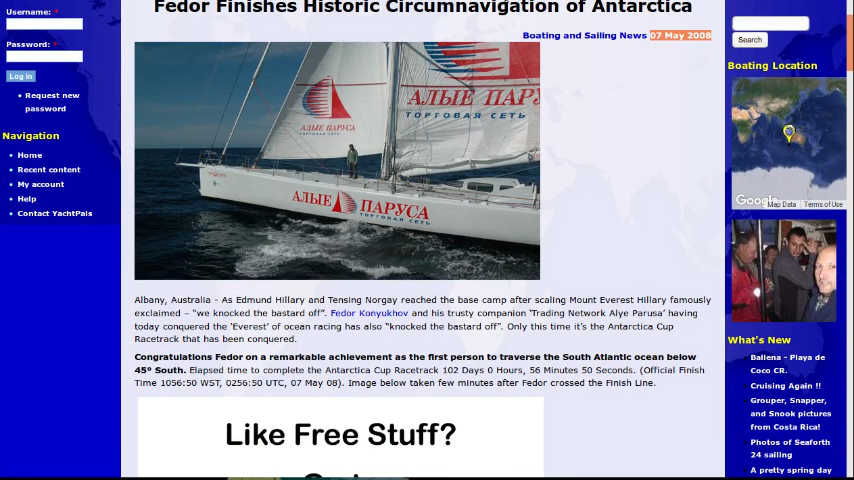 Fedor Finishes Historic Circumnavigation of Antarctica
Username: *
Password: *
Log in
• Request new
password
Navigation
• Home
• Recent content
• My account
• Help
• Contact YachtPals
Boating and Sailing News 07 May 2008
АЛЫЕ ПАРУСА
ТОРГОВАЯ СЕТЬ
АЛЫЕ ПАРУ
ТОРГОВАЯ СЕТЬ
АЛЫЕ ПАРУСА
ТОРГОВАЯ СЕТЬ
Albany, Australia - As Edmund Hillary and Tensing Norgay reached the base camp after scaling Mount Everest Hillary famously
exclaimed – “we knocked the bastard off”. Fedor Konyukhov and his trusty companion ‘Trading Network Alye Parusa’ having
today conquered the ‘Everest’ of ocean racing has also “knocked the bastard off”. Only this time it’s the Antarctica Cup
Racetrack that has been conquered.
Congratulations Fedor on a remarkable achievement as the first person to traverse the South Atlantic ocean below
45° South. Elapsed time to complete the Antarctica Cup Racetrack 102 Days 0 Hours, 56 Minutes 50 Seconds. (Official Finish
Time 1056:50 WST, 0256:50 UTC, 07 May 08). Image below taken few minutes after Fedor crossed the Finish Line.
Like Free Stuff?
Search
Boating Location
Google
Map Data
Terms of Use
What's New
Ballena - Playa de
Coco CR.
Cruising Again !!
Grouper, Snapper,
and Snook pictures
from Costa Rica!
Photos of Seaforth
24 sailing
A pretty spring day